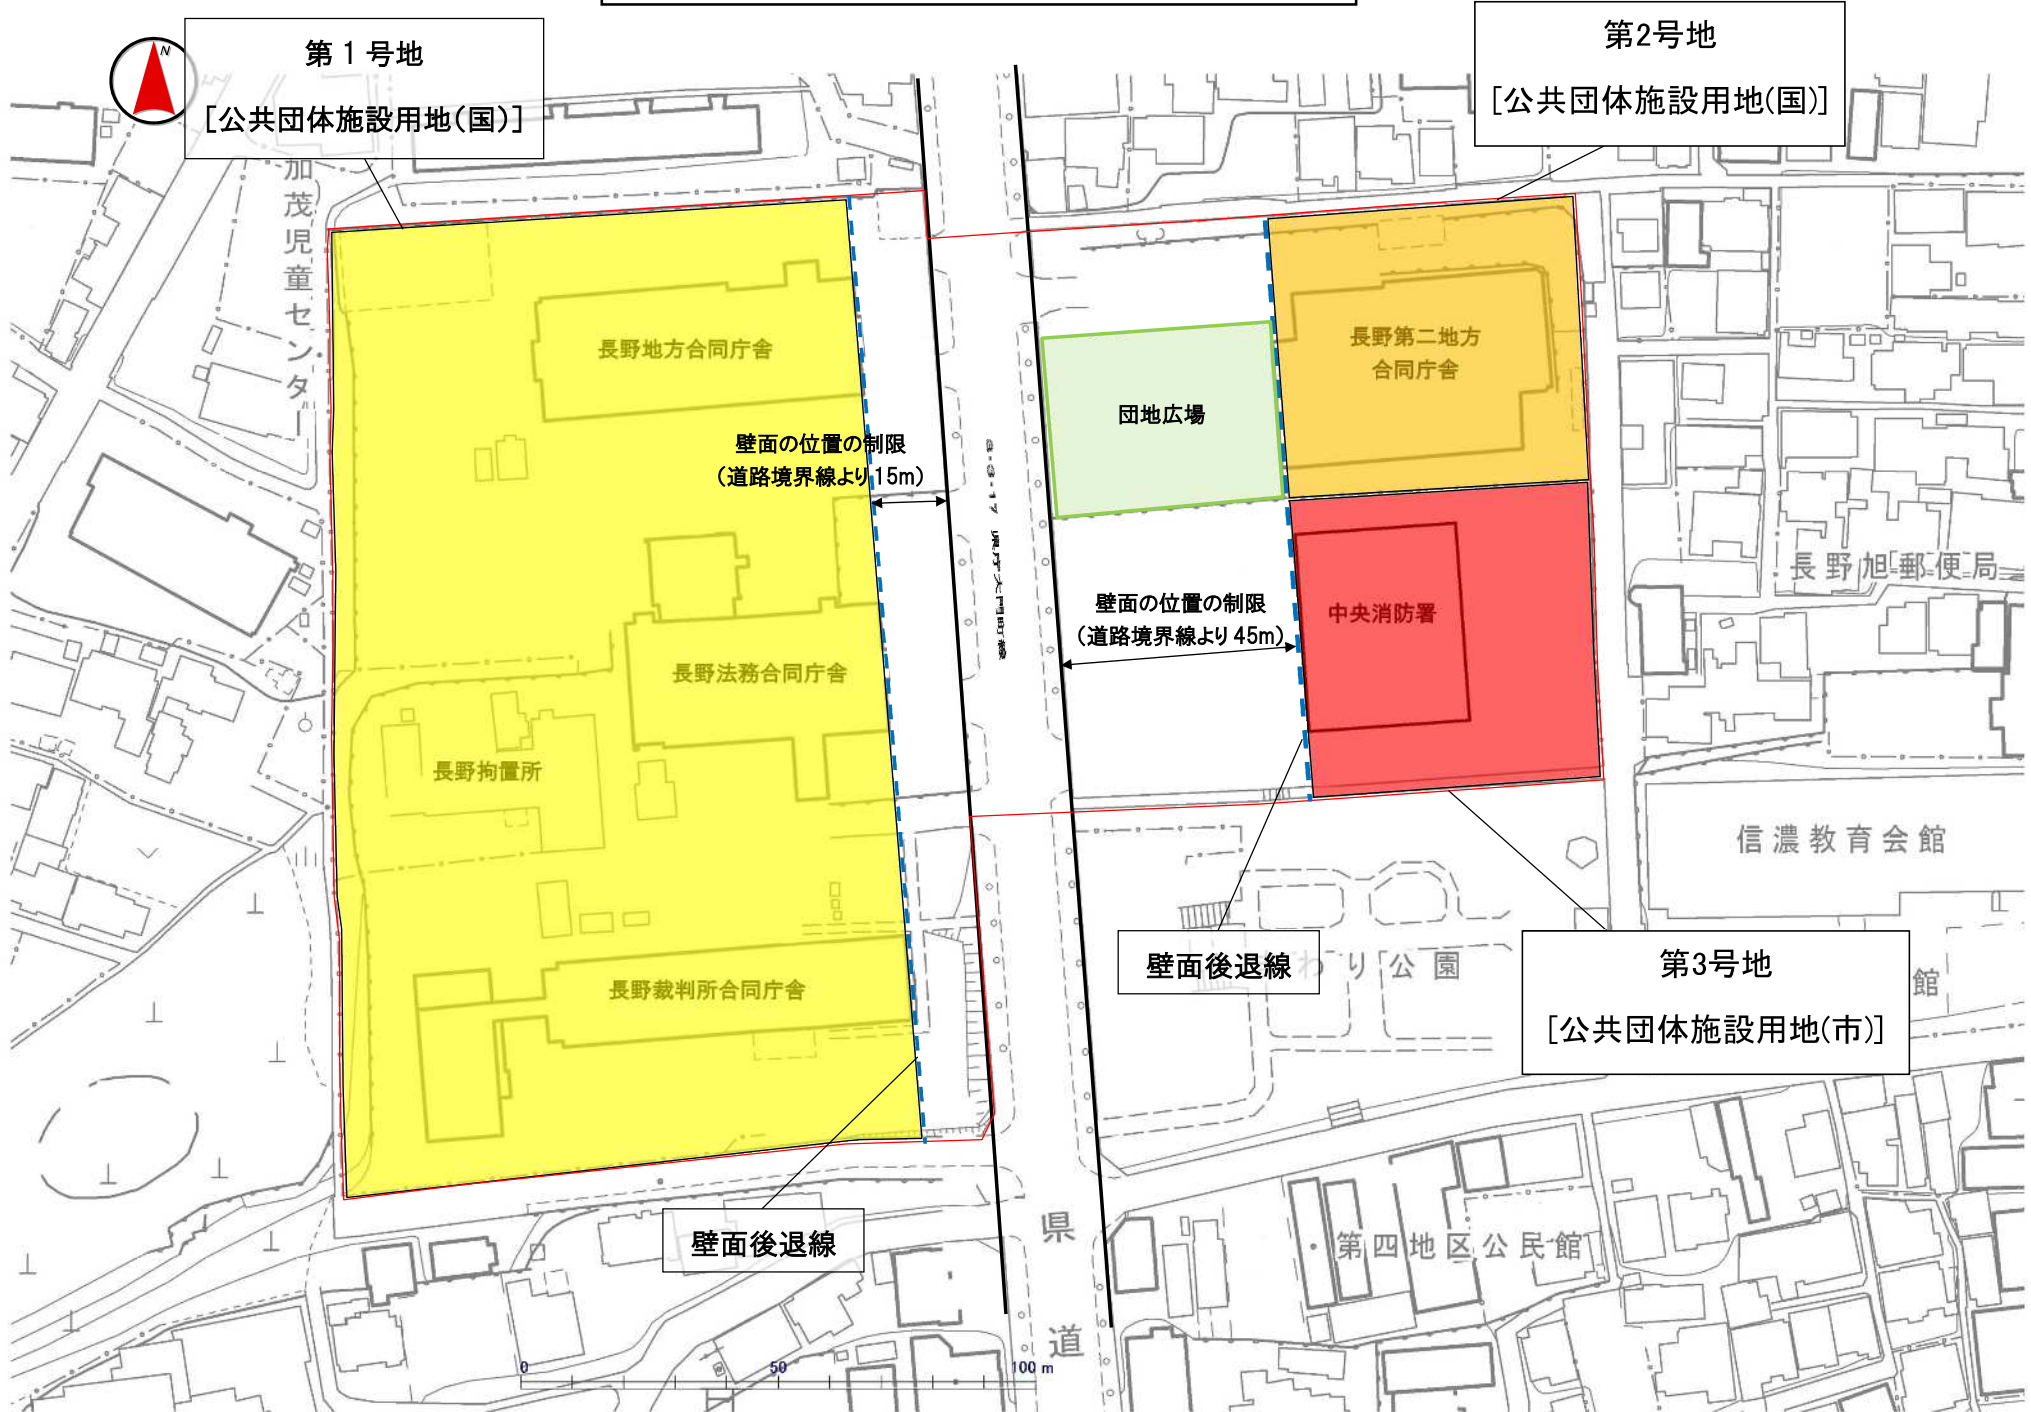 第１号地
[公共団体施設用地(国)]
第2号地
[公共団体施設用地(国)]
N
加茂児童センター
長野地方合同庁舎
長野第二地方
合同庁舎
団地広場
壁面の位置の制限
(道路境界線より15m)
県庁大門町線
長野旭郵便局
壁面の位置の制限
(道路境界線より45m)
中央消防署
長野法務合同庁舎
長野拘置所
信濃教育会館
壁面後退線
わり公園
第3号地
[公共団体施設用地(市)]
館
長野裁判所合同庁舎
壁面後退線
県道
第四地区公民館
0
50
100 m